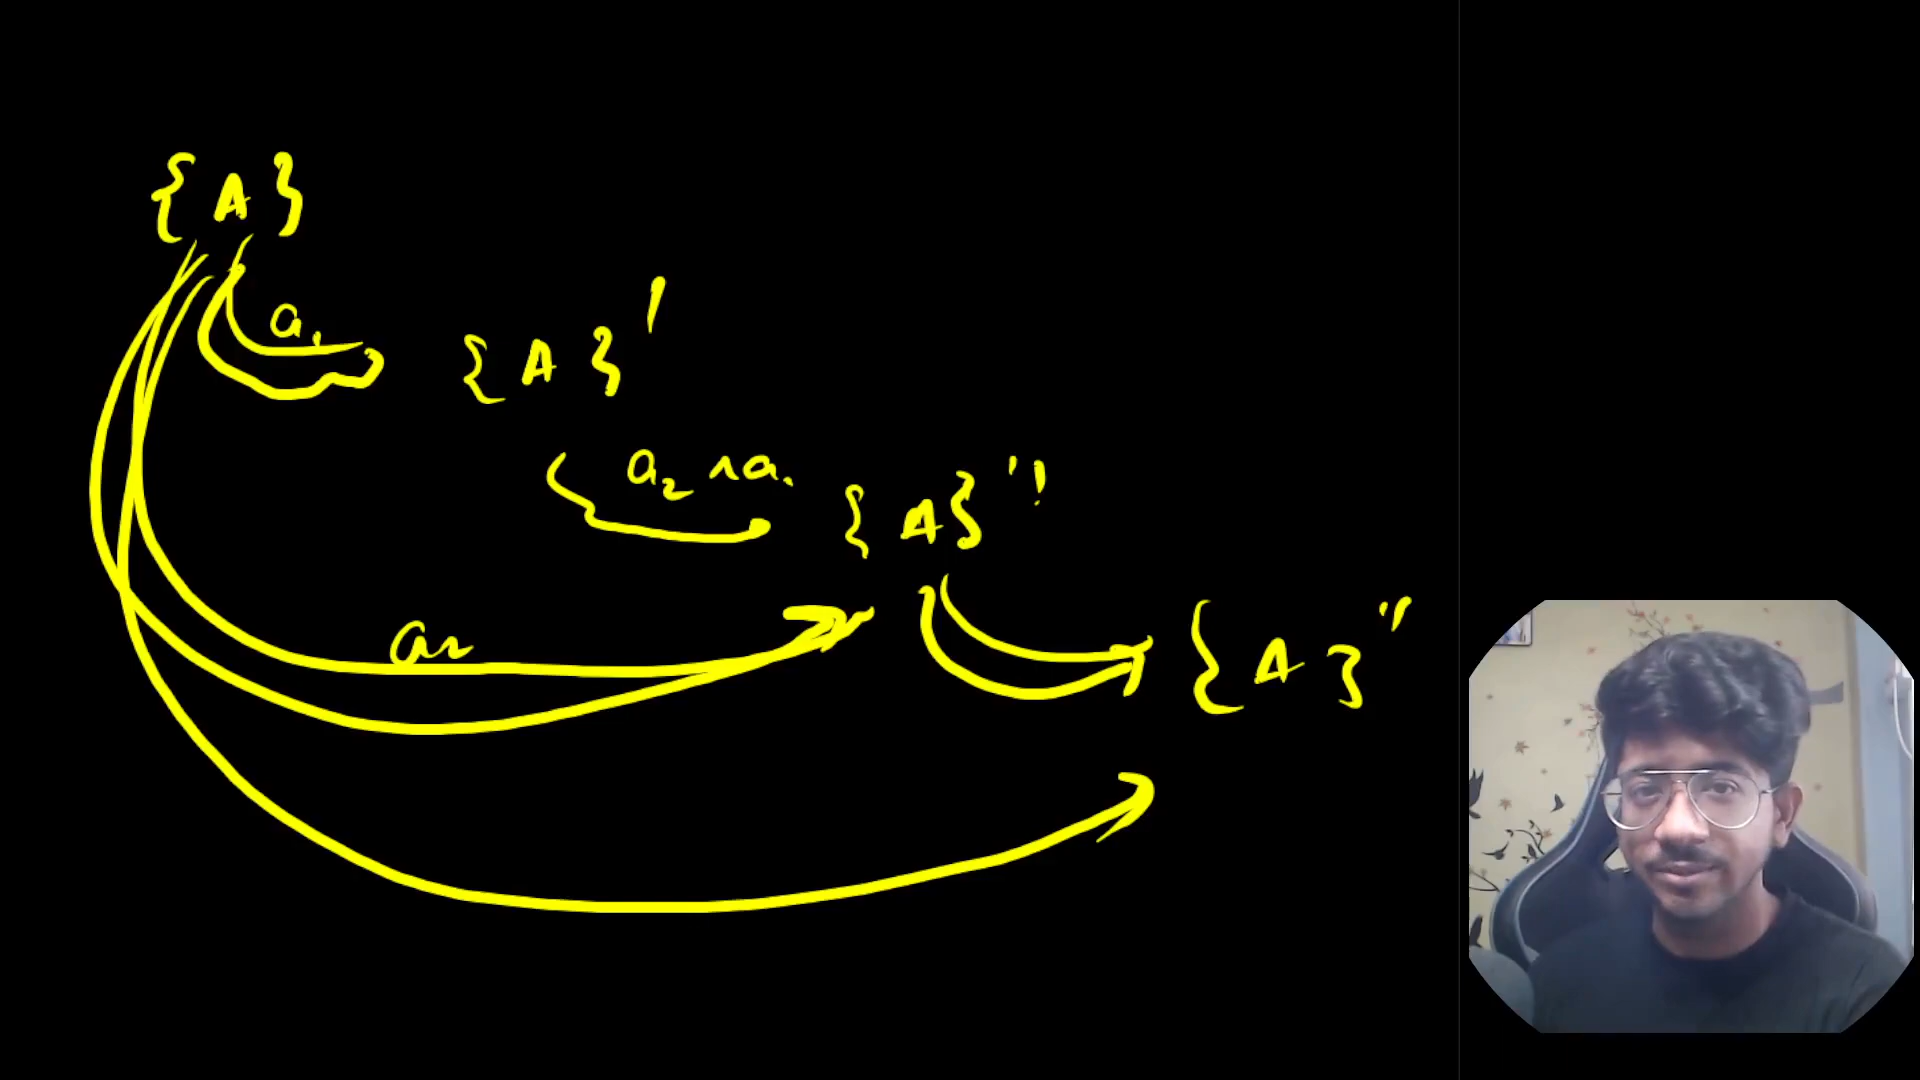 {A}
a₁
{A}'
a₂ ^ a₁
{A}''
a₂
{A}''